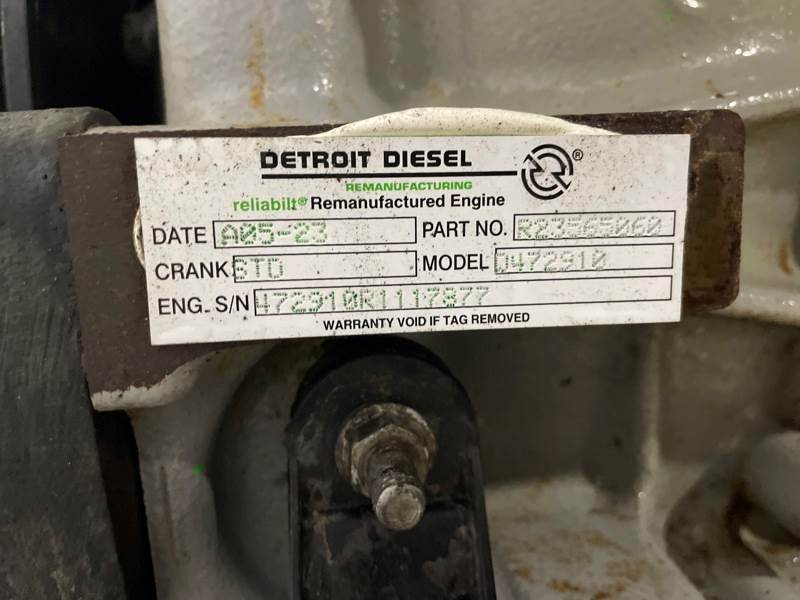 DETROIT DIESEL
®
REMANUFACTURING
reliabilt® Remanufactured Engine
DATE A05-23 PART NO. R23565060
CRANK STD MODEL D472910
ENG. S/N 472910R1117877
WARRANTY VOID IF TAG REMOVED